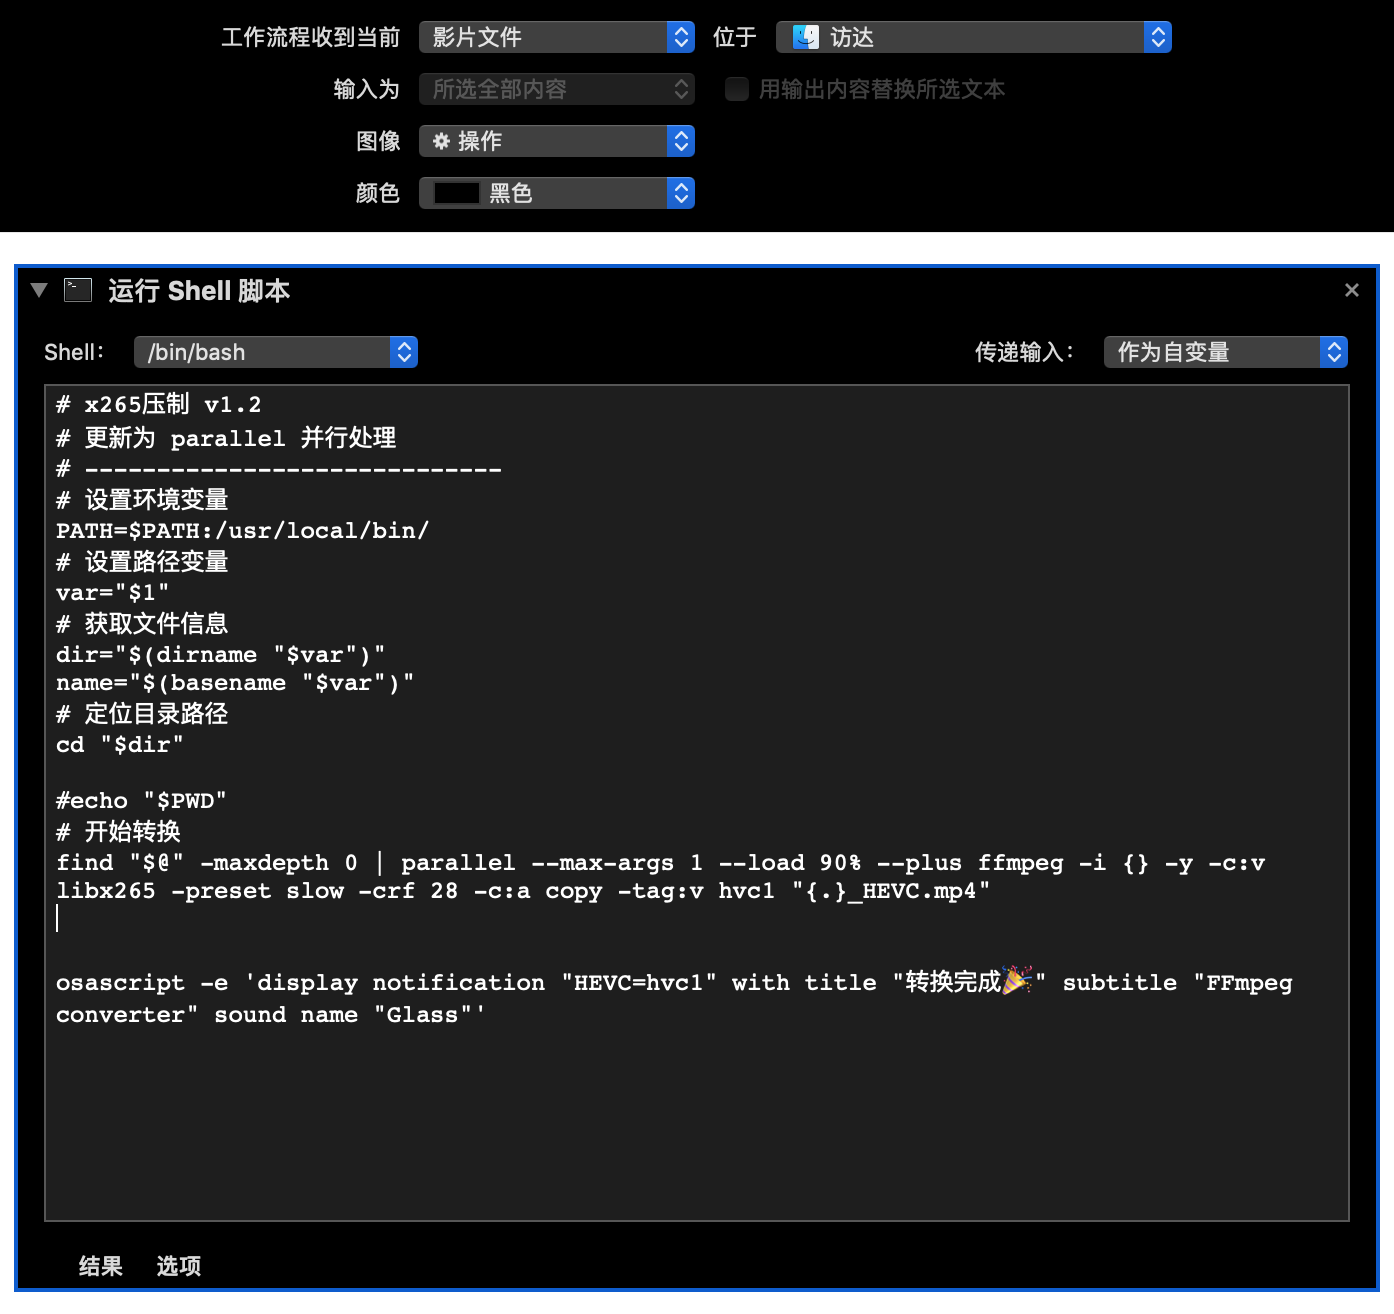 工作流程收到当前 影片文件 位于 访达
输入为 所选全部内容 用输出内容替换所选文本
图像 操作
颜色 黑色
运行 Shell 脚本
Shell: /bin/bash 传递输入: 作为自变量
# x265压制 v1.2
# 更新为 parallel 并行处理
# -----------------------------
# 设置环境变量
PATH=$PATH:/usr/local/bin/
# 设置路径变量
var="$1"
# 获取文件信息
dir="$(dirname "$var")"
name="$(basename "$var")"
# 定位目录路径
cd "$dir"
#echo "$PWD"
# 开始转换
find "$@" -maxdepth 0 | parallel --max-args 1 --load 90% --plus ffmpeg -i {} -y -c:v
libx265 -preset slow -crf 28 -c:a copy -tag:v hvc1 "{.}_HEVC.mp4"
osascript -e 'display notification "HEVC=hvc1" with title "转换完成🎉" subtitle "FFmpeg
converter" sound name "Glass"'
结果 选项